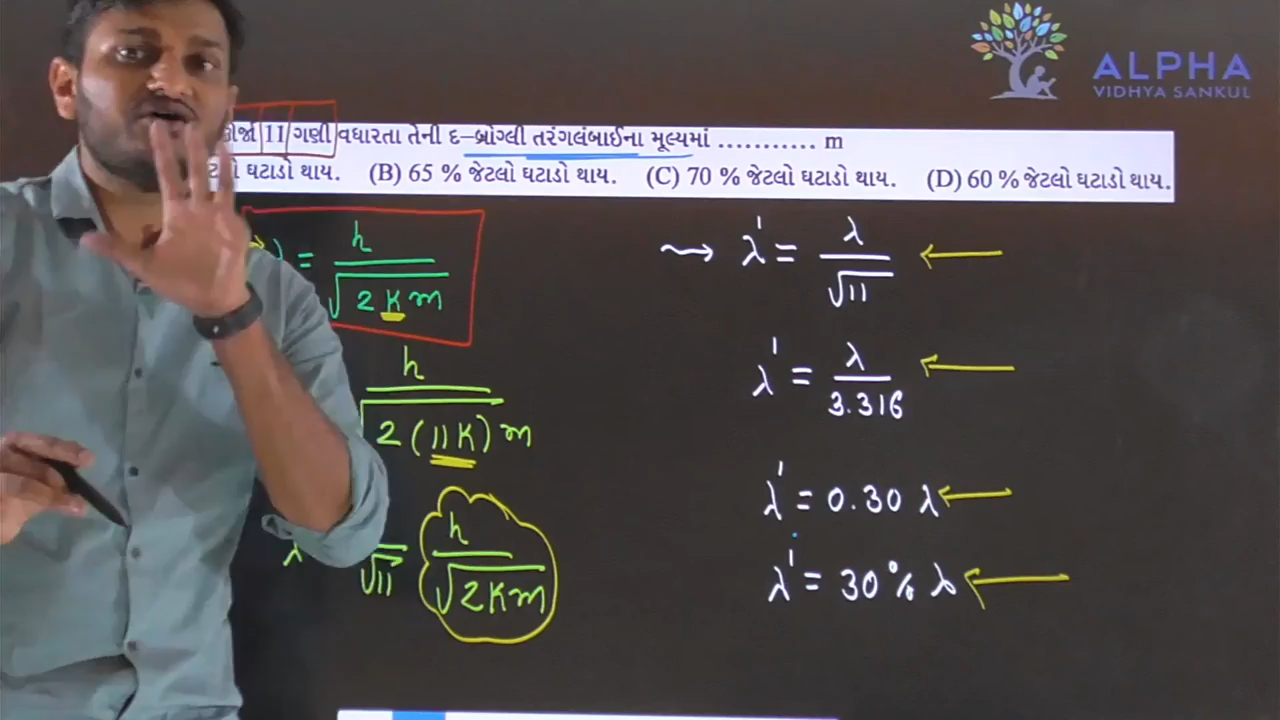 ALPHA
VIDHYA SANKUL
11 ગણી વધારતા તેની દ-બ્રોગ્લી તરંગલંબાઈના મૂલ્યમાં ........... m
ઘટાડો થાય. (B) 65 % જેટલો ઘટાડો થાય. (C) 70 % જેટલો ઘટાડો થાય. (D) 60 % જેટલો ઘટાડો થાય.
λ = h / √2Km
h / √2(11K)m
λ √11 h / √2Km
λ' = λ / √11
λ' = λ / 3.316
λ' = 0.30 λ
λ' = 30% λ